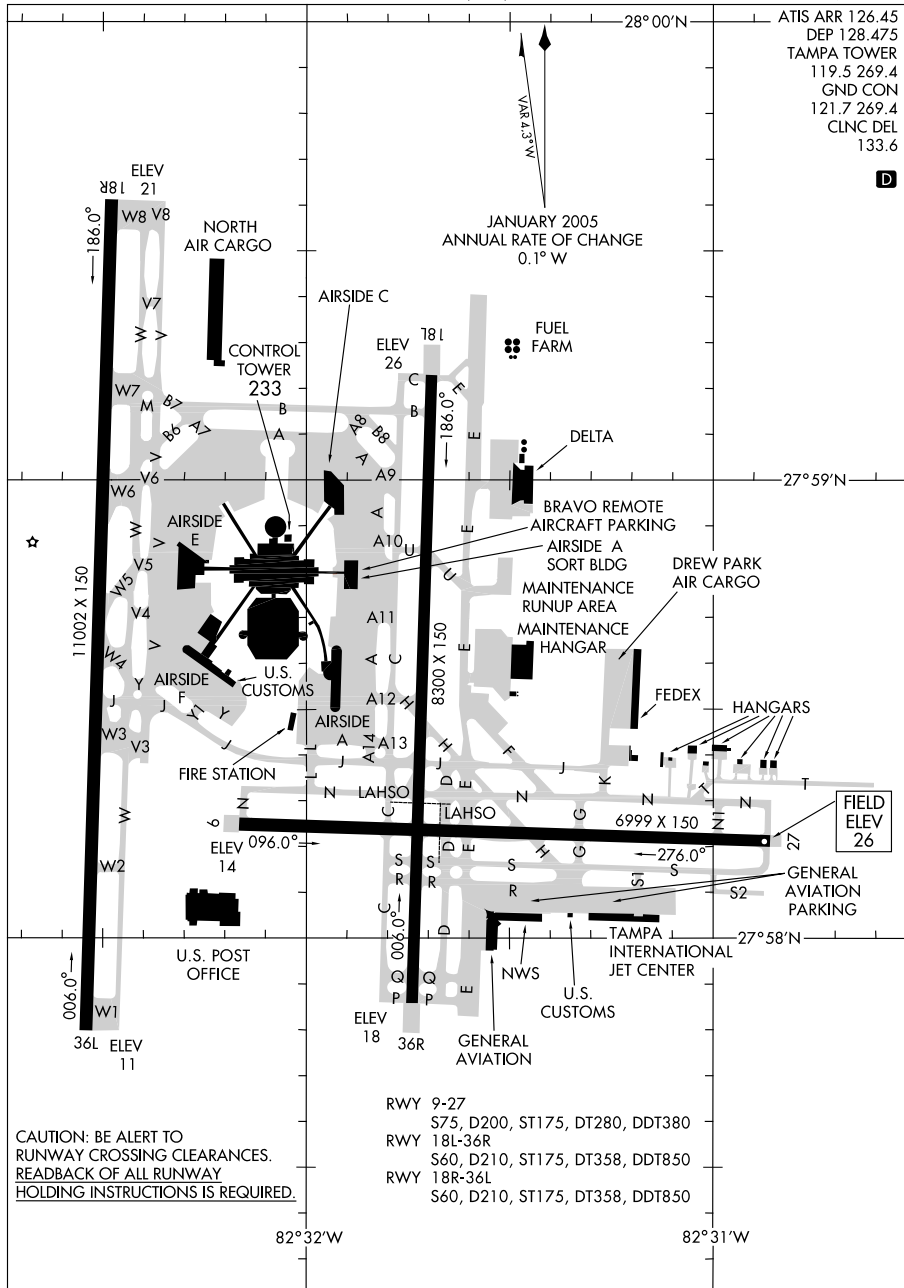 28°00'N
ATIS ARR 126.45
DEP 128.475
TAMPA TOWER
119.5 269.4
GND CON
121.7 269.4
CLNC DEL
133.6
D
VAR 4.3° W
JANUARY 2005
ANNUAL RATE OF CHANGE
0.1° W
18R
ELEV
21
186.0°
W8
V8
NORTH
AIR CARGO
V7
W
V
AIRSIDE C
CONTROL
TOWER
233
18L
ELEV
26
FUEL
FARM
W7
M
B7
B
A
B6
A7
A8
B8
C
B
E
186.0°
E
DELTA
V
V6
A
A9
27°59'N
W6
AIRSIDE
E
W
V
A
A10
U
U
E
BRAVO REMOTE
AIRCRAFT PARKING
AIRSIDE A
SORT BLDG
DREW PARK
AIR CARGO
11002 X 150
W5
V5
V4
V
A11
MAINTENANCE
RUNUP AREA
MAINTENANCE
HANGAR
W4
Y
AIRSIDE
F
U.S.
CUSTOMS
A
C
8300 X 150
E
A12
H
FEDEX
HANGARS
J
J
Y1
Y
AIRSIDE
W3
V3
J
FIRE STATION
L
A
A14
A13
H
J
F
J
L
J
D
E
K
T
T
W
N
N
LAHSO
C
LAHSO
D
E
N
G
N
N1
N
6999 X 150
FIELD
ELEV
26
9
27
ELEV
14
096.0°
H
G
276.0°
W2
S
S
R
R
S
R
S1
S
S2
GENERAL
AVIATION
PARKING
C
D
006.0°
U.S. POST
OFFICE
TAMPA
INTERNATIONAL
JET CENTER
27°58'N
NWS
U.S.
CUSTOMS
006.0°
W1
Q
Q
P
P
E
36L
ELEV
11
ELEV
18
36R
GENERAL
AVIATION
RWY 9-27
S75, D200, ST175, DT280, DDT380
RWY 18L-36R
S60, D210, ST175, DT358, DDT850
RWY 18R-36L
S60, D210, ST175, DT358, DDT850
CAUTION: BE ALERT TO
RUNWAY CROSSING CLEARANCES.
READBACK OF ALL RUNWAY
HOLDING INSTRUCTIONS IS REQUIRED.
82°32'W
82°31'W